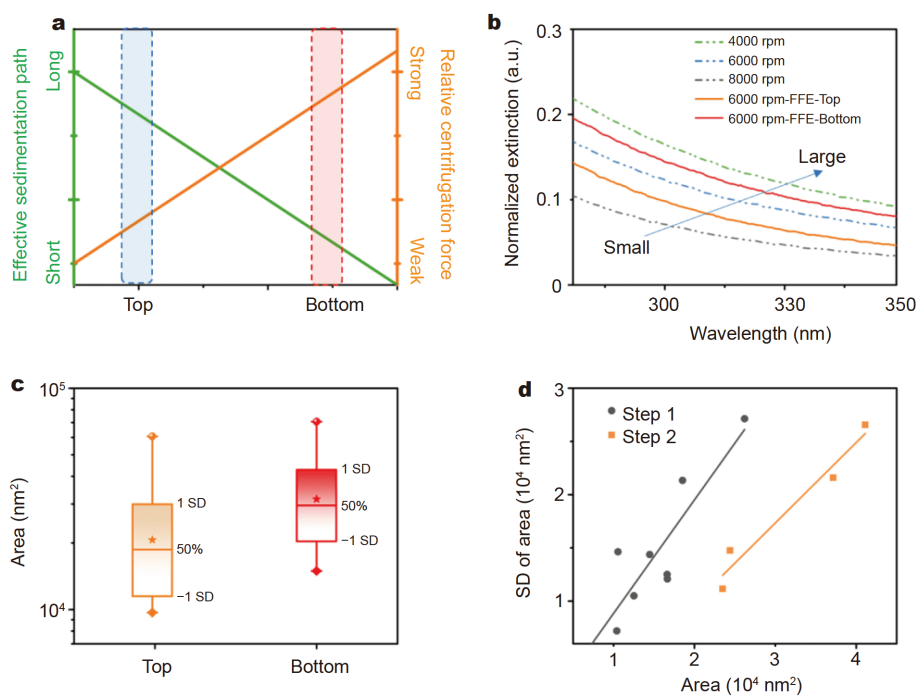 a
Effective sedimentation path
Long
Short
Strong
Weak
Relative centrifugation force
Top
Bottom
b
Normalized extinction (a.u.)
0.3
0.2
0.1
0
4000 rpm
6000 rpm
8000 rpm
6000 rpm-FFE-Top
6000 rpm-FFE-Bottom
Large
Small
300
330
350
Wavelength (nm)
c
Area (nm²)
10⁵
10⁴
1 SD
50%
−1 SD
1 SD
50%
−1 SD
Top
Bottom
d
SD of area (10⁴ nm²)
3
2
1
Step 1
Step 2
1
2
3
4
Area (10⁴ nm²)